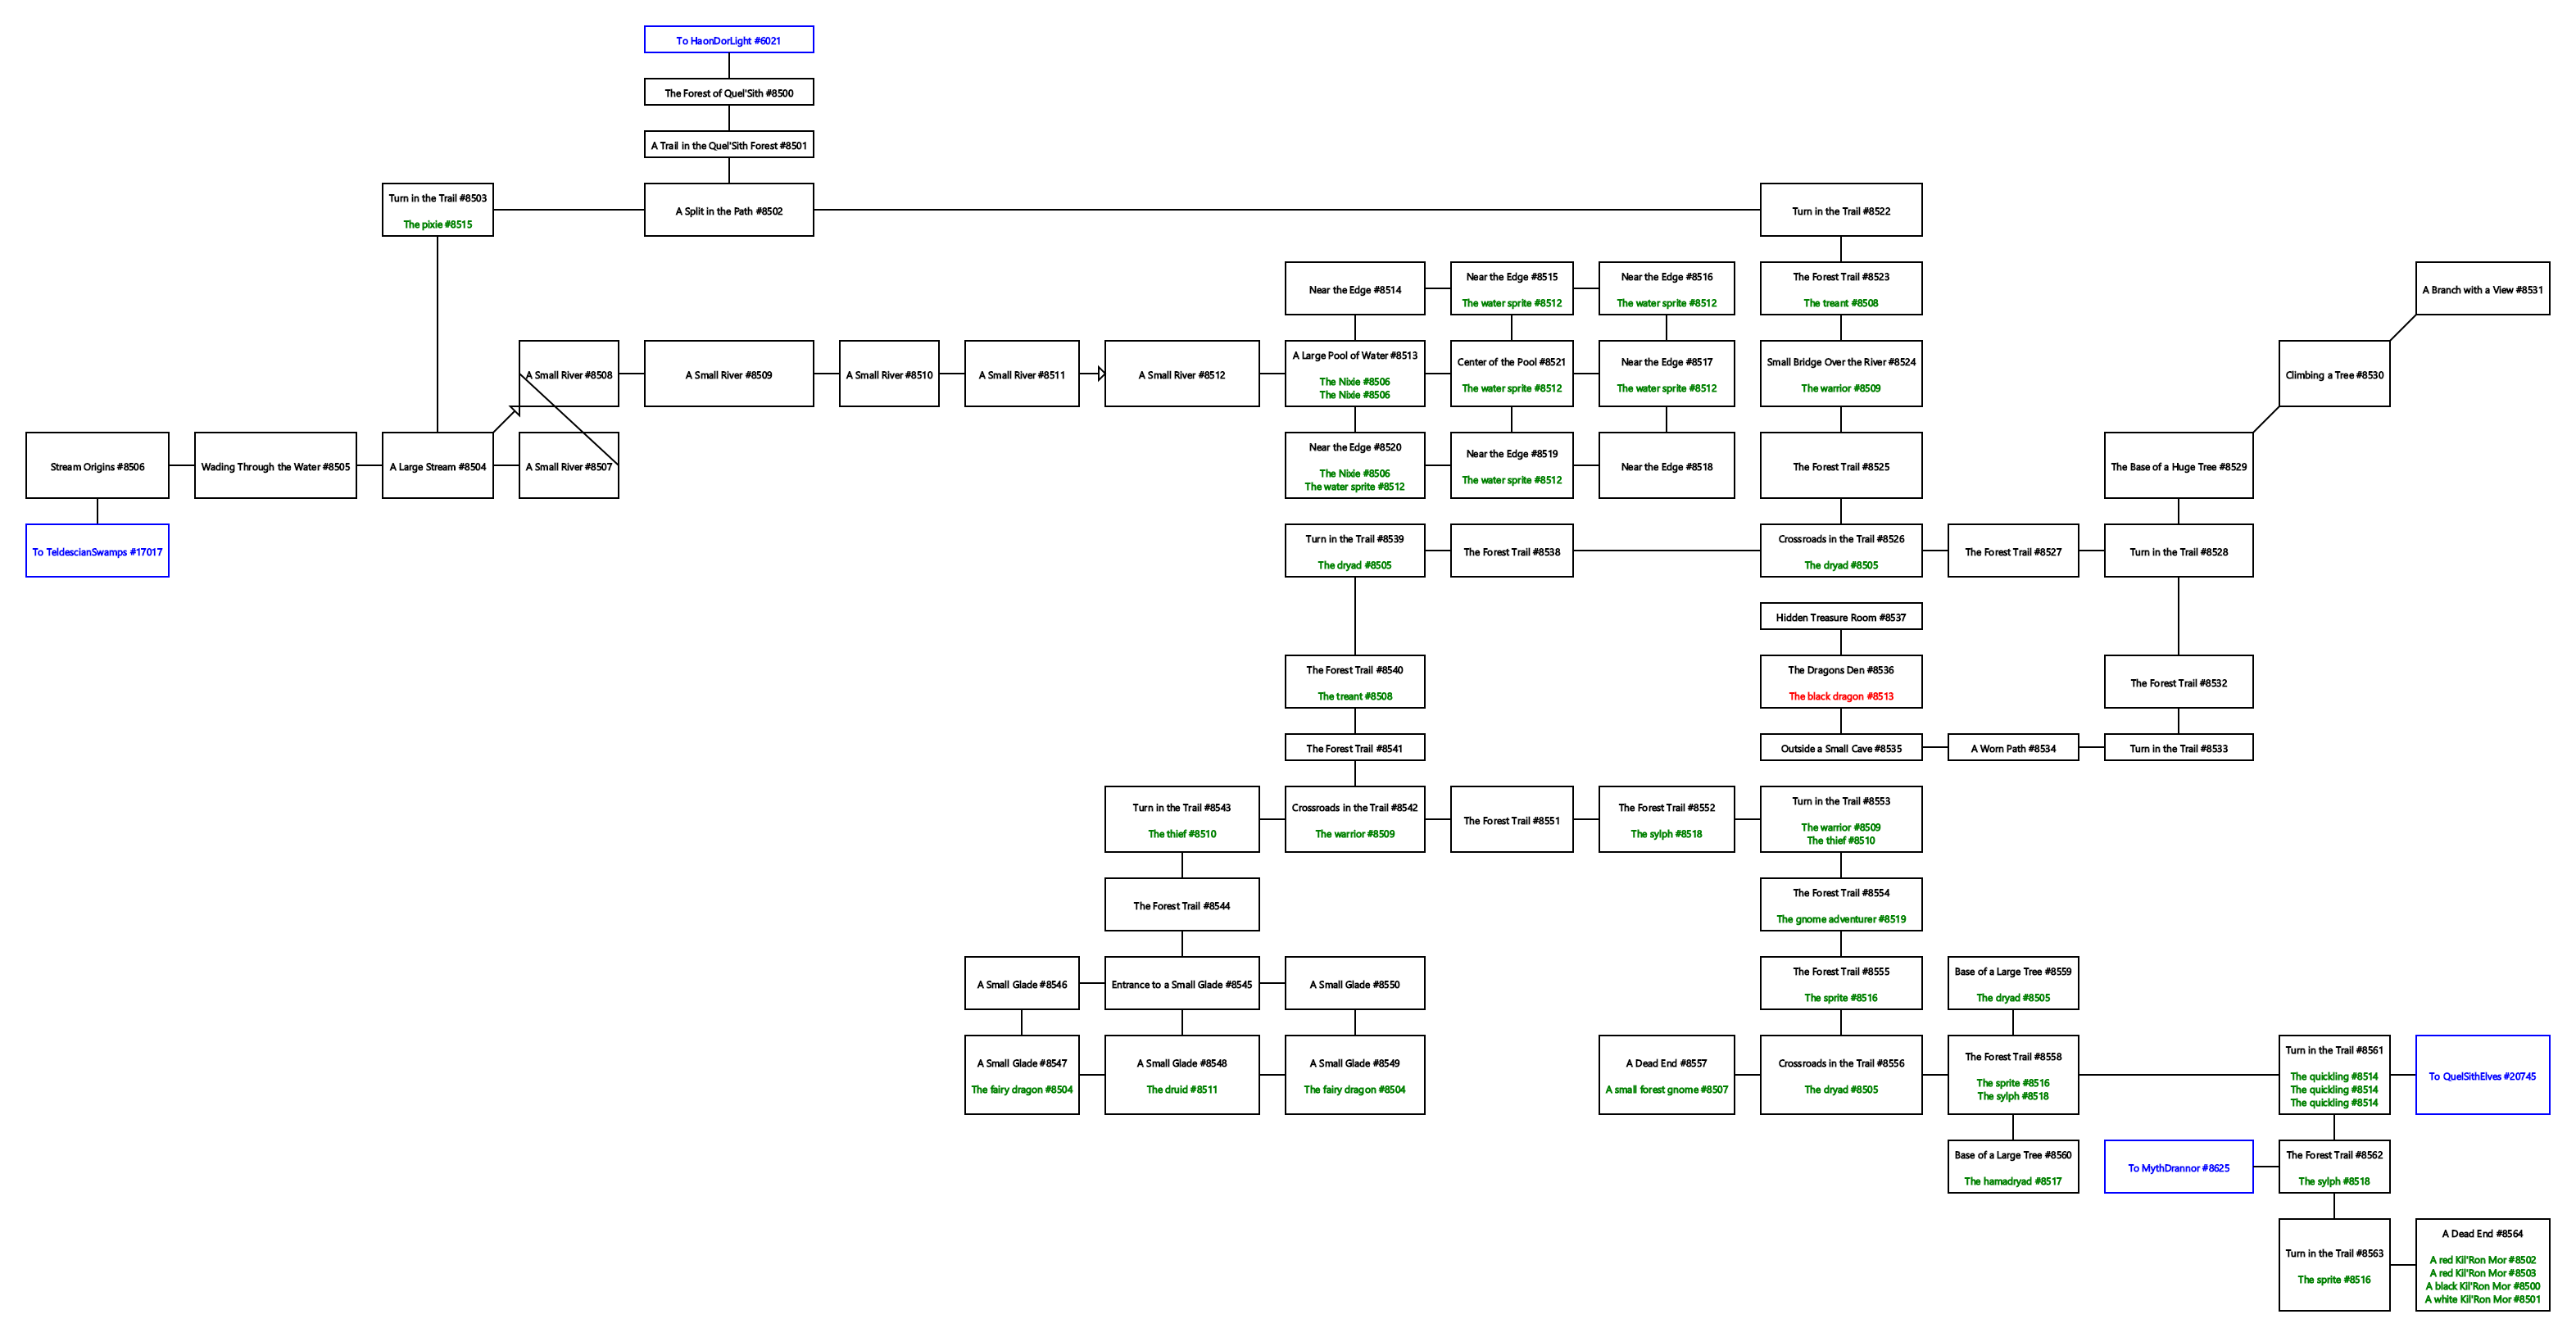 To HaonDorLight #6021
The Forest of Quel'Sith #8500
A Trail in the Quel'Sith Forest #8501
Turn in the Trail #8503
The pixie #8515
A Split in the Path #8502
Turn in the Trail #8522
Near the Edge #8514
Near the Edge #8515
The water sprite #8512
Near the Edge #8516
The water sprite #8512
The Forest Trail #8523
The treant #8508
A Branch with a View #8531
A Small River #8508
A Small River #8509
A Small River #8510
A Small River #8511
A Small River #8512
A Large Pool of Water #8513
The Nixie #8506
The Nixie #8506
Center of the Pool #8521
The water sprite #8512
Near the Edge #8517
The water sprite #8512
Small Bridge Over the River #8524
The warrior #8509
Climbing a Tree #8530
Stream Origins #8506
Wading Through the Water #8505
A Large Stream #8504
A Small River #8507
Near the Edge #8520
The Nixie #8506
The water sprite #8512
Near the Edge #8519
The water sprite #8512
Near the Edge #8518
The Forest Trail #8525
The Base of a Huge Tree #8529
To TeldescianSwamps #17017
Turn in the Trail #8539
The dryad #8505
The Forest Trail #8538
Crossroads in the Trail #8526
The dryad #8505
The Forest Trail #8527
Turn in the Trail #8528
Hidden Treasure Room #8537
The Forest Trail #8540
The treant #8508
The Dragons Den #8536
The black dragon #8513
The Forest Trail #8532
The Forest Trail #8541
Outside a Small Cave #8535
A Worn Path #8534
Turn in the Trail #8533
Turn in the Trail #8543
The thief #8510
Crossroads in the Trail #8542
The warrior #8509
The Forest Trail #8551
The Forest Trail #8552
The sylph #8518
Turn in the Trail #8553
The warrior #8509
The thief #8510
The Forest Trail #8544
The Forest Trail #8554
The gnome adventurer #8519
A Small Glade #8546
Entrance to a Small Glade #8545
A Small Glade #8550
The Forest Trail #8555
The sprite #8516
Base of a Large Tree #8559
The dryad #8505
A Small Glade #8547
The fairy dragon #8504
A Small Glade #8548
The druid #8511
A Small Glade #8549
The fairy dragon #8504
A Dead End #8557
A small forest gnome #8507
Crossroads in the Trail #8556
The dryad #8505
The Forest Trail #8558
The sprite #8516
The sylph #8518
Turn in the Trail #8561
The quickling #8514
The quickling #8514
The quickling #8514
To QuelSithElves #20745
Base of a Large Tree #8560
The hamadryad #8517
To MythDrannor #8625
The Forest Trail #8562
The sylph #8518
Turn in the Trail #8563
The sprite #8516
A Dead End #8564
A red Kil'Ron Mor #8502
A red Kil'Ron Mor #8503
A black Kil'Ron Mor #8500
A white Kil'Ron Mor #8501